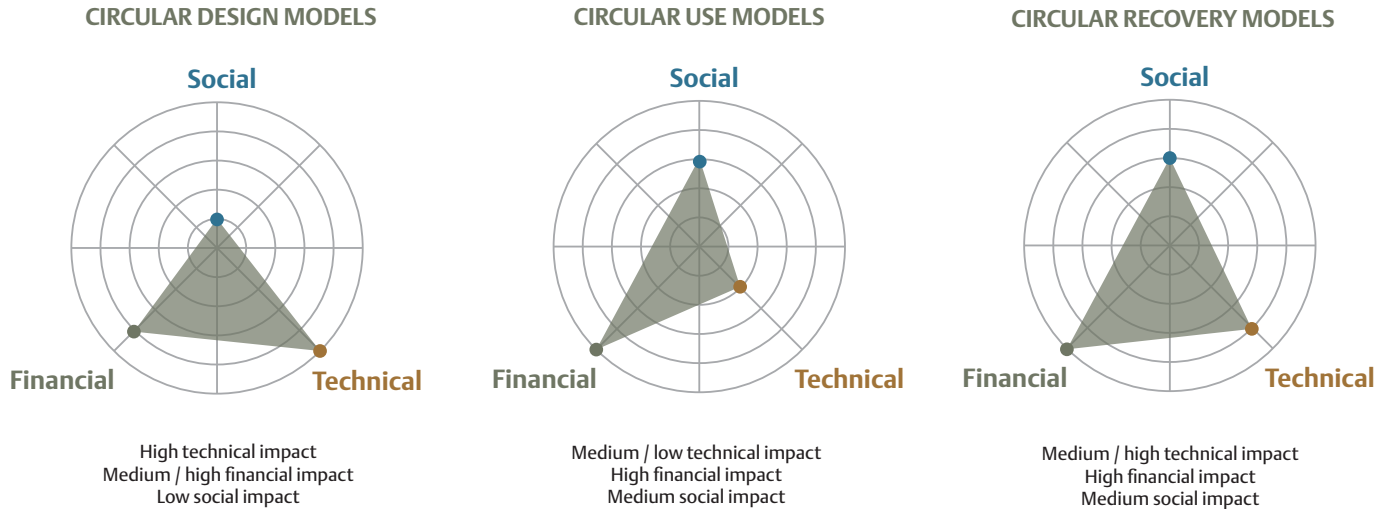 CIRCULAR DESIGN MODELS
Social
Financial
Technical
High technical impact
Medium / high financial impact
Low social impact
CIRCULAR USE MODELS
Social
Financial
Technical
Medium / low technical impact
High financial impact
Medium social impact
CIRCULAR RECOVERY MODELS
Social
Financial
Technical
Medium / high technical impact
High financial impact
Medium social impact